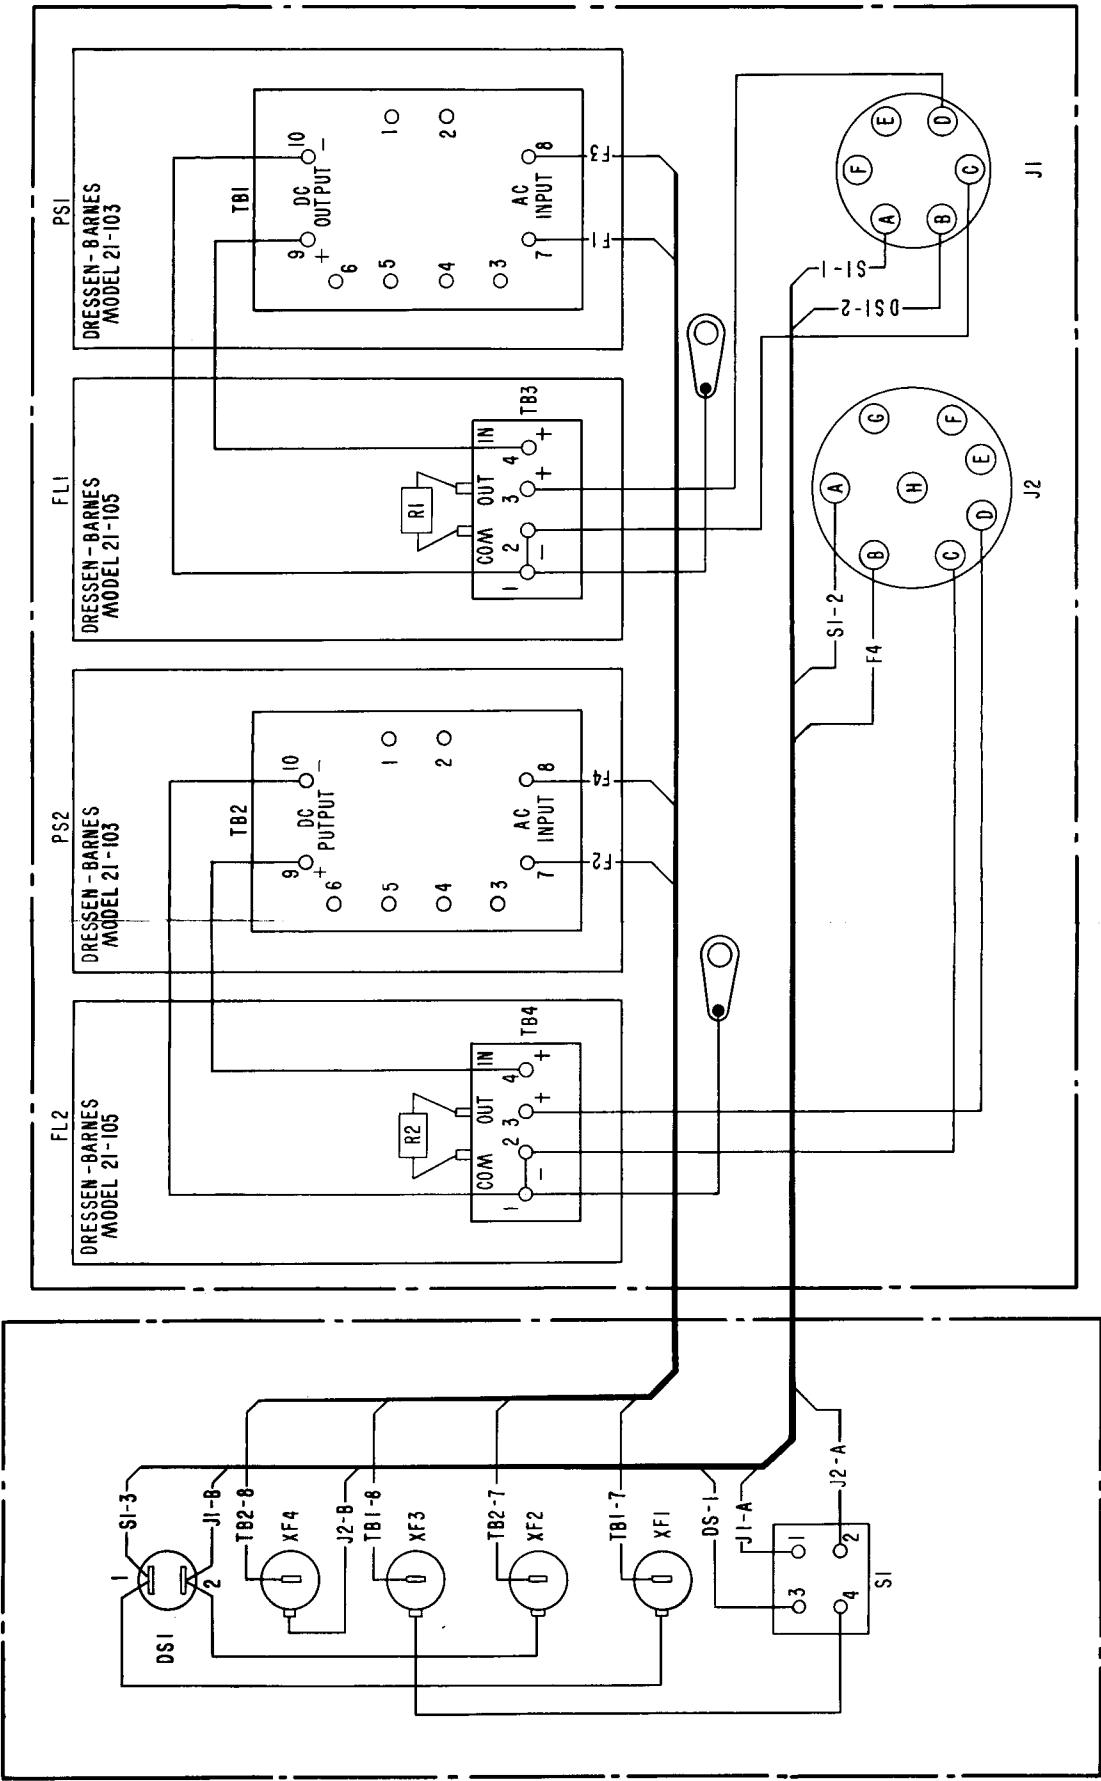 PS1
DRESSEN-BARNES
MODEL 21-103
TB1
10
-
DC
OUTPUT
9
+
1
2
6
5
4
3
AC
INPUT
8
7
F3
F1
FL1
DRESSEN-BARNES
MODEL 21-105
R1
COM
OUT
IN
1
2
3
4
-
+
+
TB3
PS2
DRESSEN-BARNES
MODEL 21-103
TB2
10
-
DC
PUTPUT
9
+
1
2
6
5
4
3
AC
INPUT
8
7
F4
F2
FL2
DRESSEN-BARNES
MODEL 21-105
R2
COM
OUT
IN
1
2
3
4
-
+
+
TB4
J1
A
B
C
D
E
F
S1-1
DS1-2
J2
A
B
C
D
E
F
G
H
S1-2
F4
S1-3
J1-B
1
2
DS1
TB2-8
XF4
J2-B
TB1-8
XF3
TB2-7
XF2
TB1-7
XF1
DS-1
J1-A
J2-A
1
2
3
4
S1